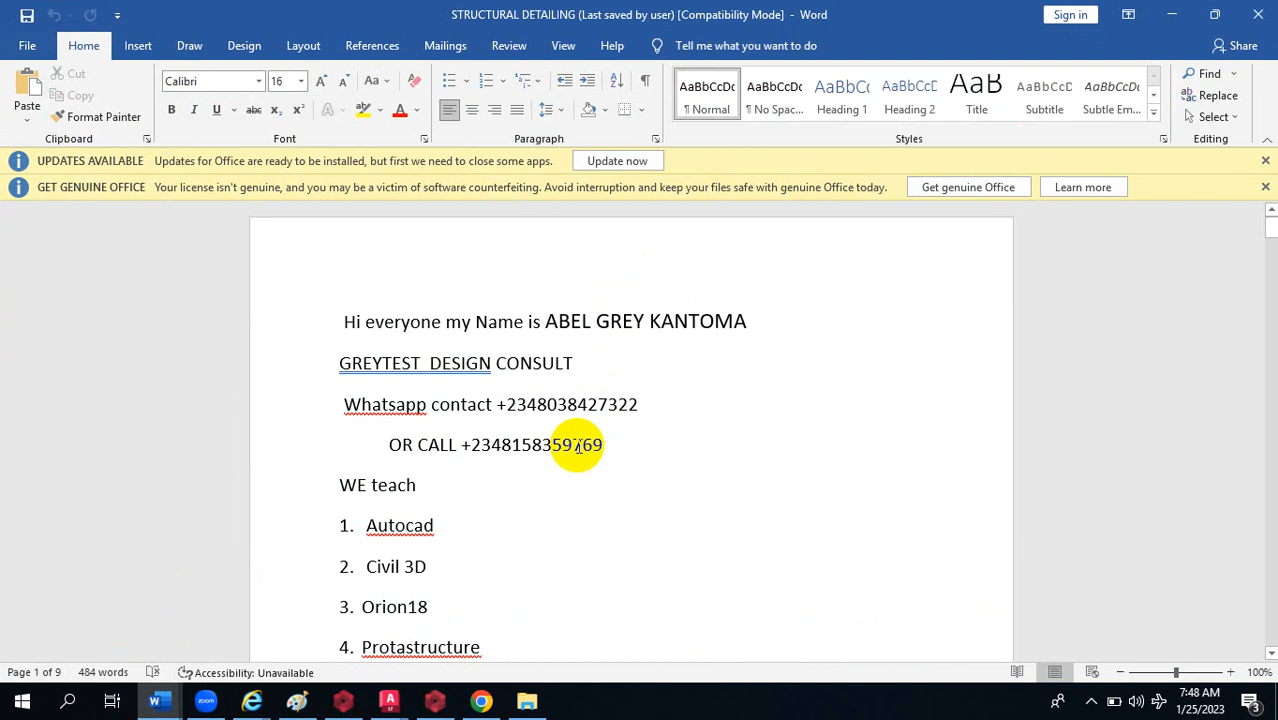 STRUCTURAL DETAILING (Last saved by user) [Compatibility Mode] - Word
Sign in
File Home Insert Draw Design Layout References Mailings Review View Help Tell me what you want to do Share
Paste
Cut
Copy
Format Painter
Clipboard
Calibri 16
Font
Paragraph
AaBbCcDc ¶ Normal
AaBbCcDc ¶ No Spac...
AaBbCc Heading 1
AaBbCc Heading 2
AaB Title
AaBbCcDc Subtitle
AaBbCcDc Subtle Em...
Styles
Find
Replace
Select
Editing
UPDATES AVAILABLE Updates for Office are ready to be installed, but first we need to close some apps. Update now
GET GENUINE OFFICE Your license isn't genuine, and you may be a victim of software counterfeiting. Avoid interruption and keep your files safe with genuine Office today. Get genuine Office Learn more
Hi everyone my Name is ABEL GREY KANTOMA
GREYTEST DESIGN CONSULT
Whatsapp contact +2348038427322
OR CALL +2348158359769
WE teach
1. Autocad
2. Civil 3D
3. Orion18
4. Protastructure
Page 1 of 9 484 words Accessibility: Unavailable 100%
7:48 AM
1/25/2023